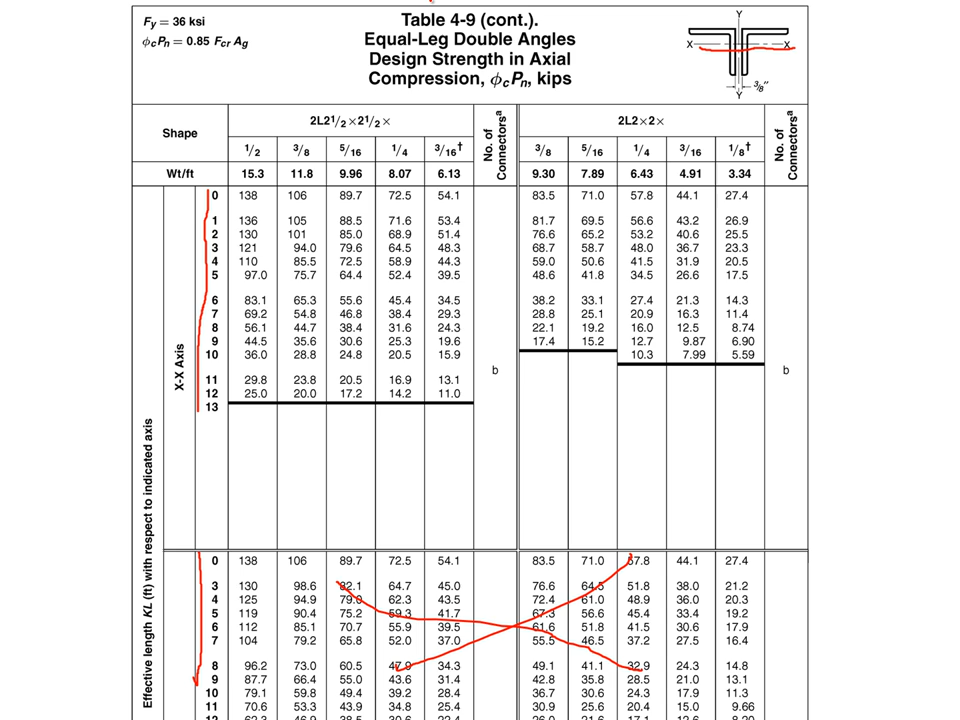 Fy = 36 ksi
ϕcPn = 0.85 Fcr Ag
Table 4-9 (cont.).
Equal-Leg Double Angles
Design Strength in Axial
Compression, ϕcPn, kips
Y
X X
3/8″
Y
Shape 2L2 1/2 × 2 1/2 × No. of Connectorsᵃ 2L2×2× No. of Connectorsᵃ
1/2 3/8 5/16 1/4 3/16† 3/8 5/16 1/4 3/16 1/8†
Wt/ft 15.3 11.8 9.96 8.07 6.13 9.30 7.89 6.43 4.91 3.34
Effective length KL (ft) with respect to indicated axis
X-X Axis
0 138 106 89.7 72.5 54.1 83.5 71.0 57.8 44.1 27.4
1 136 105 88.5 71.6 53.4 81.7 69.5 56.6 43.2 26.9
2 130 101 85.0 68.9 51.4 76.6 65.2 53.2 40.6 25.5
3 121 94.0 79.6 64.5 48.3 68.7 58.7 48.0 36.7 23.3
4 110 85.5 72.5 58.9 44.3 59.0 50.6 41.5 31.9 20.5
5 97.0 75.7 64.4 52.4 39.5 48.6 41.8 34.5 26.6 17.5
6 83.1 65.3 55.6 45.4 34.5 38.2 33.1 27.4 21.3 14.3
7 69.2 54.8 46.8 38.4 29.3 28.8 25.1 20.9 16.3 11.4
8 56.1 44.7 38.4 31.6 24.3 22.1 19.2 16.0 12.5 8.74
9 44.5 35.6 30.6 25.3 19.6 17.4 15.2 12.7 9.87 6.90
10 36.0 28.8 24.8 20.5 15.9 10.3 7.99 5.59
b b
11 29.8 23.8 20.5 16.9 13.1
12 25.0 20.0 17.2 14.2 11.0
13
0 138 106 89.7 72.5 54.1 83.5 71.0 57.8 44.1 27.4
3 130 98.6 82.1 64.7 45.0 76.6 64.5 51.8 38.0 21.2
4 125 94.9 79.0 62.3 43.5 72.4 61.0 48.9 36.0 20.3
5 119 90.4 75.2 59.3 41.7 67.3 56.6 45.4 33.4 19.2
6 112 85.1 70.7 55.9 39.5 61.6 51.8 41.5 30.6 17.9
7 104 79.2 65.8 52.0 37.0 55.5 46.5 37.2 27.5 16.4
8 96.2 73.0 60.5 47.9 34.3 49.1 41.1 32.9 24.3 14.8
9 87.7 66.4 55.0 43.6 31.4 42.8 35.8 28.5 21.0 13.1
10 79.1 59.8 49.4 39.2 28.4 36.7 30.6 24.3 17.9 11.3
11 70.6 53.3 43.9 34.8 25.4 30.9 25.6 20.4 15.0 9.66